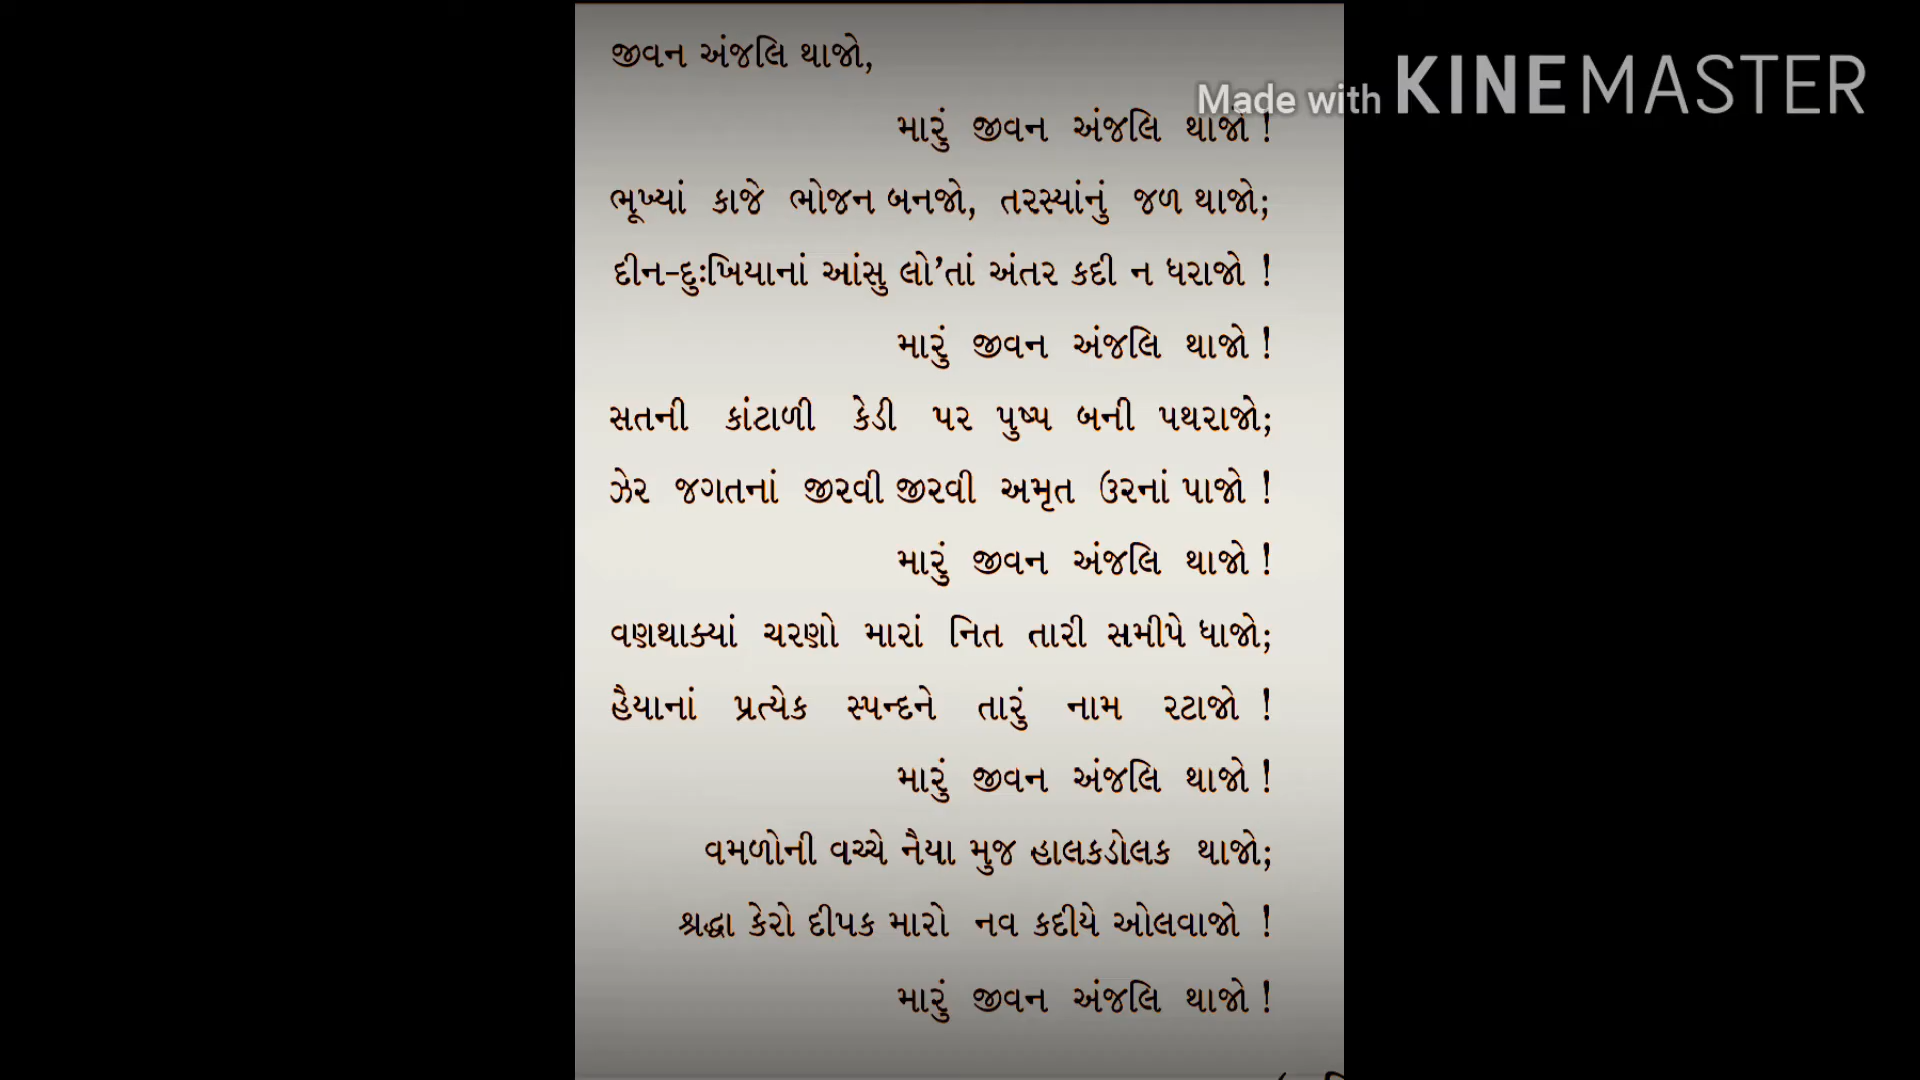 જીવન અંજલિ થાજો,
Made with KINEMASTER
મારું જીવન અંજલિ થાજો !
ભૂખ્યાં કાજે ભોજન બનજો, તરસ્યાંનું જળ થાજો;
દીન-દુઃખિયાનાં આંસુ લો'તાં અંતર કદી ન ધરાજો !
મારું જીવન અંજલિ થાજો !
સતની કાંટાળી કેડી પર પુષ્પ બની પથરાજો;
ઝેર જગતનાં જીરવી જીરવી અમૃત ઉરનાં પાજો !
મારું જીવન અંજલિ થાજો !
વણથાક્યાં ચરણો મારાં નિત તારી સમીપે ધાજો;
હૈયાનાં પ્રત્યેક સ્પન્દને તારું નામ રટાજો !
મારું જીવન અંજલિ થાજો !
વમળોની વચ્ચે નૈયા મુજ હાલકડોલક થાજો;
શ્રદ્ધા કેરો દીપક મારો નવ કદીયે ઓલવાજો !
મારું જીવન અંજલિ થાજો !